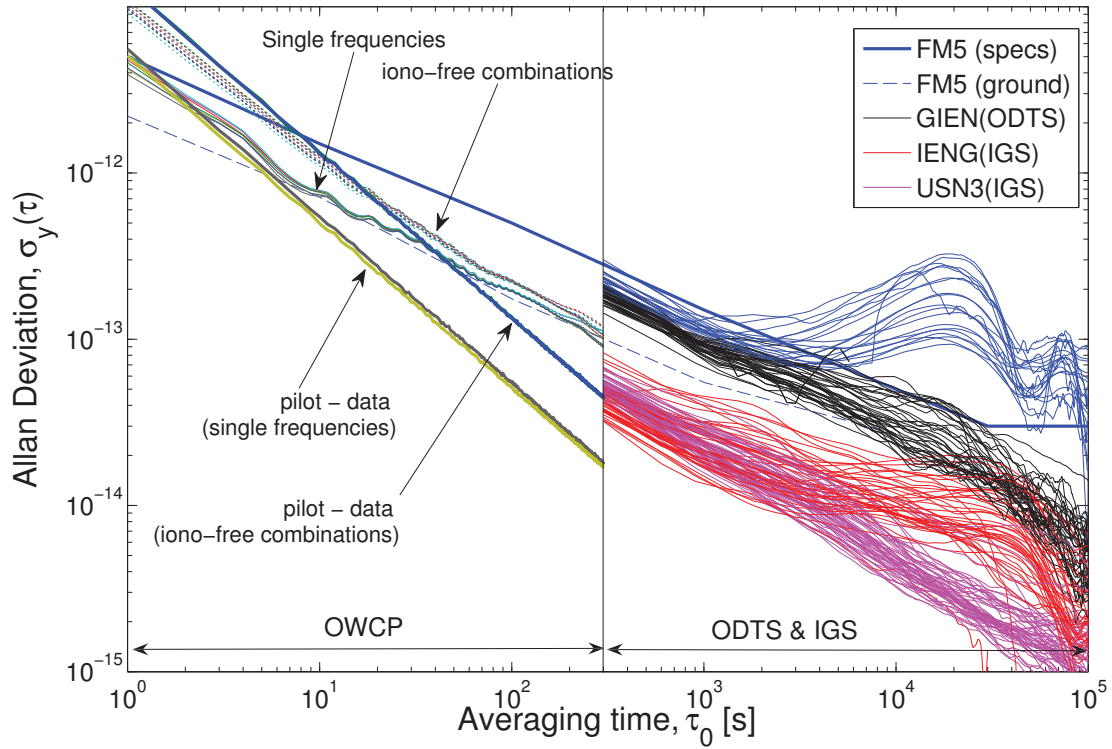 Allan Deviation, σ_y(τ)
10^−12
10^−13
10^−14
10^−15
Single frequencies
iono−free combinations
pilot − data
(single frequencies)
pilot − data
(iono−free combinations)
FM5 (specs)
FM5 (ground)
GIEN(ODTS)
IENG(IGS)
USN3(IGS)
OWCP
ODTS & IGS
10^0
10^1
10^2
10^3
10^4
10^5
Averaging time, τ_0 [s]